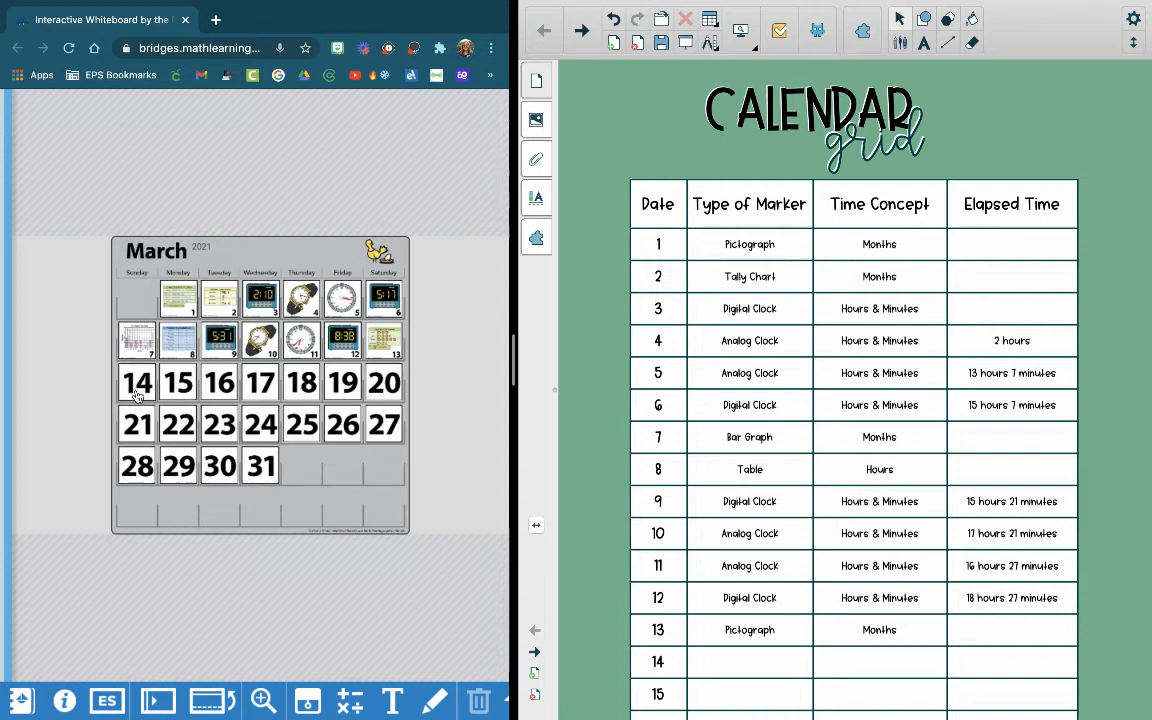 Interactive Whiteboard by the
bridges.mathlearning...
Apps
EPS Bookmarks
March 2021
Sunday Monday Tuesday Wednesday Thursday Friday Saturday
1 2 2:10 3 4 5 5:17 6
7 8 5:31 9 10 11 8:38 12 13
14 15 16 17 18 19 20
21 22 23 24 25 26 27
28 29 30 31
ES
CALENDAR
grid
Date Type of Marker Time Concept Elapsed Time
1 Pictograph Months
2 Tally Chart Months
3 Digital Clock Hours & Minutes
4 Analog Clock Hours & Minutes 2 hours
5 Analog Clock Hours & Minutes 13 hours 7 minutes
6 Digital Clock Hours & Minutes 15 hours 7 minutes
7 Bar Graph Months
8 Table Hours
9 Digital Clock Hours & Minutes 15 hours 21 minutes
10 Analog Clock Hours & Minutes 17 hours 21 minutes
11 Analog Clock Hours & Minutes 16 hours 27 minutes
12 Digital Clock Hours & Minutes 18 hours 27 minutes
13 Pictograph Months
14
15